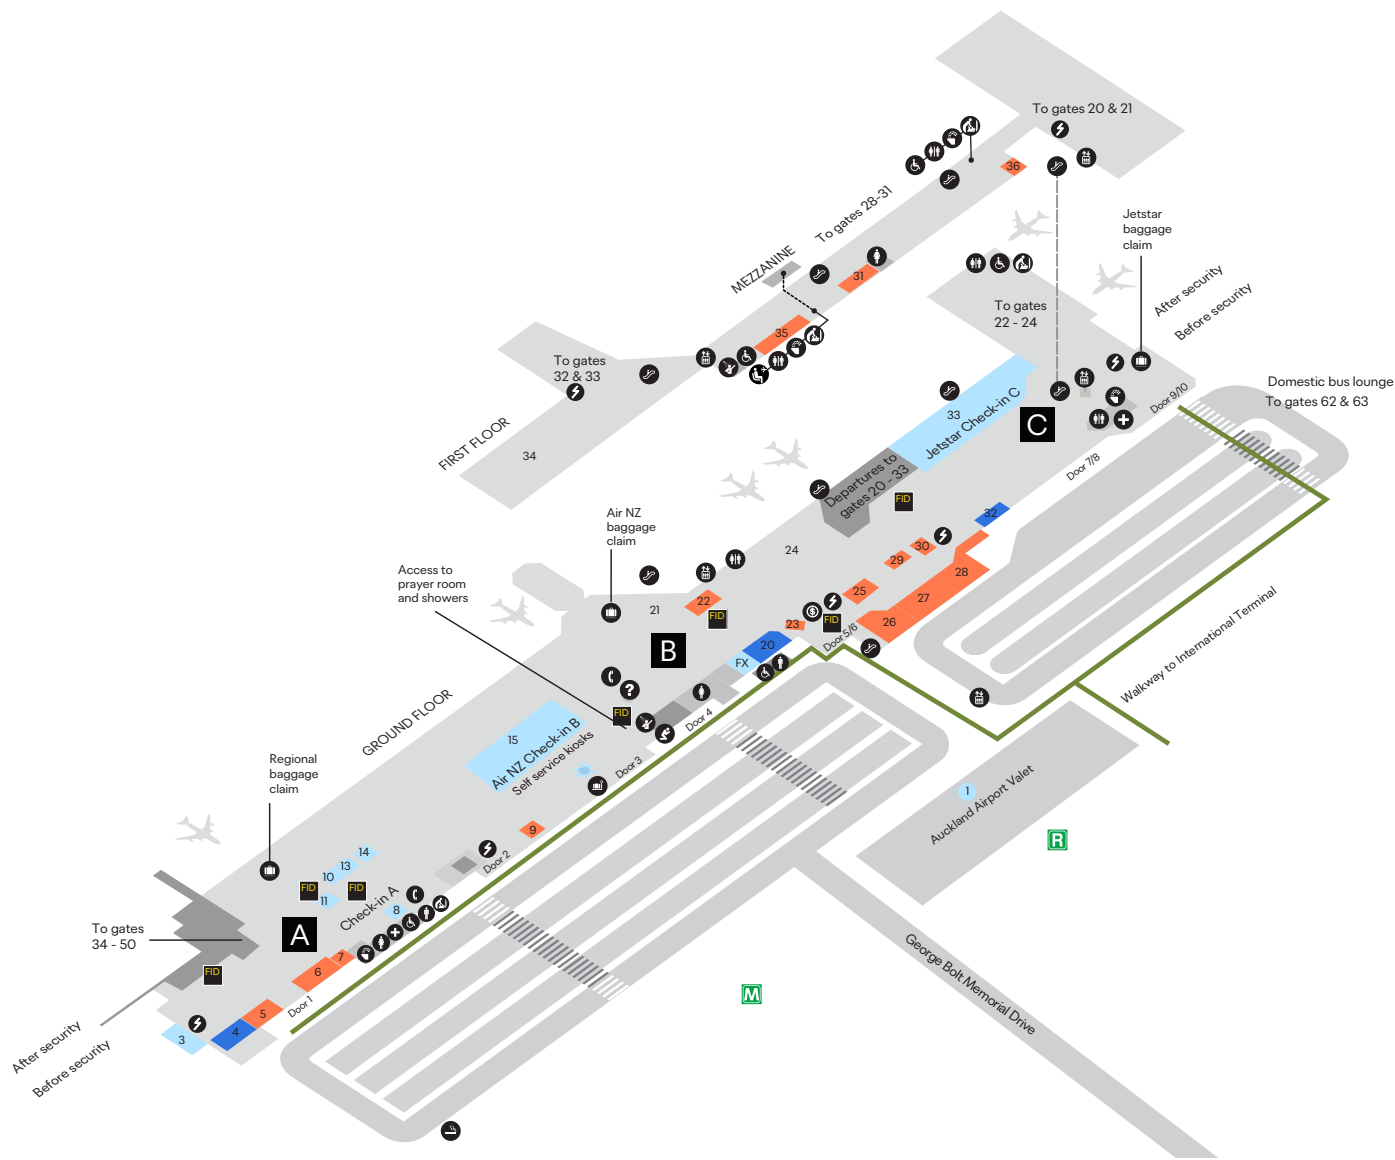 To gates 20 & 21
36
To gates 28-31
Jetstar
baggage
claim
MEZZANINE
31
After security
Before security
To gates
22 - 24
35
To gates
32 & 33
Domestic bus lounge
To gates 62 & 63
Door 9/10
33
Jetstar Check-in C
C
FIRST FLOOR
34
Door 7/8
Departures to
gates 20 - 33
FID
Air NZ
baggage
claim
32
24
30
29
Access to
prayer room
and showers
28
25
27
22
21
FID
23
FID
26
Door 5/6
B
20
FX
Walkway to International Terminal
GROUND FLOOR
?
FID
Door 4
15
Air NZ Check-in B
Self service kiosks
Door 3
Regional
baggage
claim
1
Auckland Airport Valet
R
9
14
13
10
Door 2
FID
FID
11
Check-in A
8
A
To gates
34 - 50
7
6
FID
George Bolt Memorial Drive
M
Door 1
5
4
3
After security
Before security